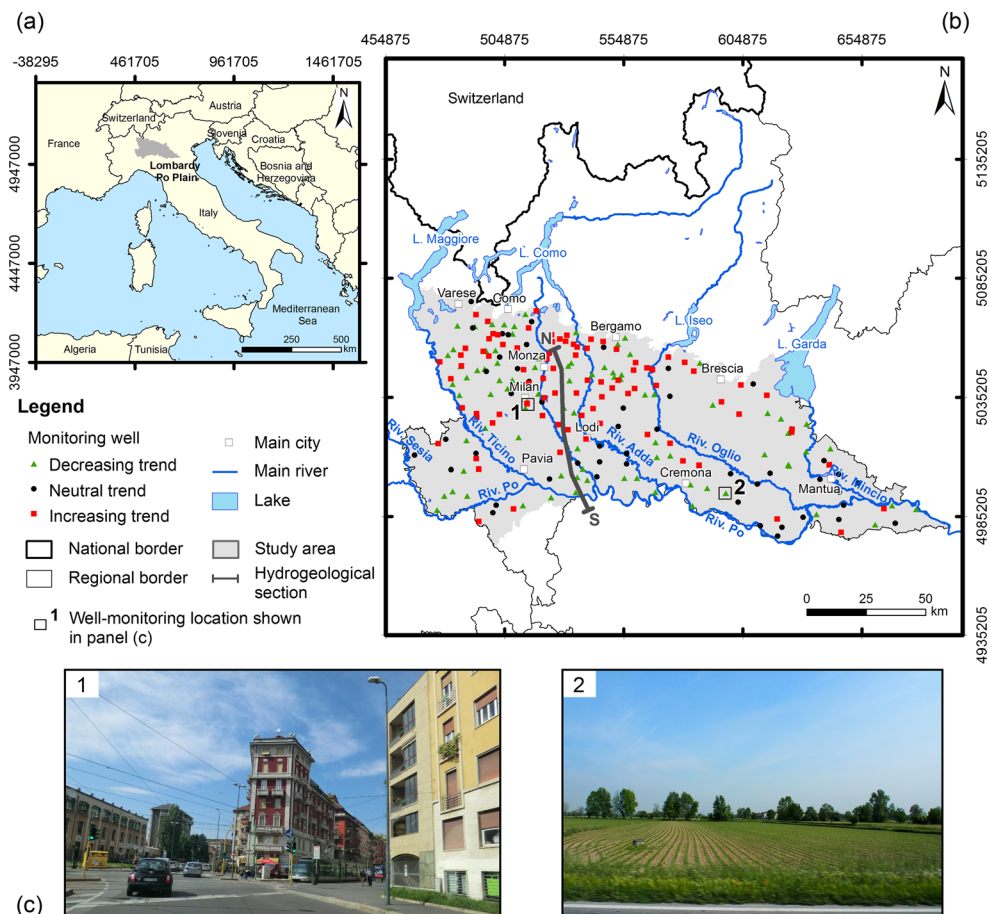 (a)
-38295 461705 961705 1461705
4947000
4447000
3947000
N
Austria
Switzerland
Slovenia
France
Croatia
Bosnia and
Herzegovina
Lombardy
Po Plain
Italy
Mediterranean
Sea
Algeria
Tunisia
0 250 500
km
(b)
454875 504875 554875 604875 654875
5135205
5085205
5035205
4985205
4935205
N
Switzerland
L. Maggiore
L. Como
Varese
Como
L. Iseo
Bergamo
L. Garda
N'
Monza
Brescia
Milan
1
Riv. Sesia
Riv. Ticino
Lodi
Riv. Adda
Riv. Oglio
Pavia
Cremona
Riv. Mincio
Mantua
2
Riv. Po
Riv. Po
S
0 25 50
km
Legend
Monitoring well
Decreasing trend
Neutral trend
Increasing trend
National border
Regional border
Main city
Main river
Lake
Study area
Hydrogeological
section
1 Well-monitoring location shown
in panel (c)
1
2
(c)